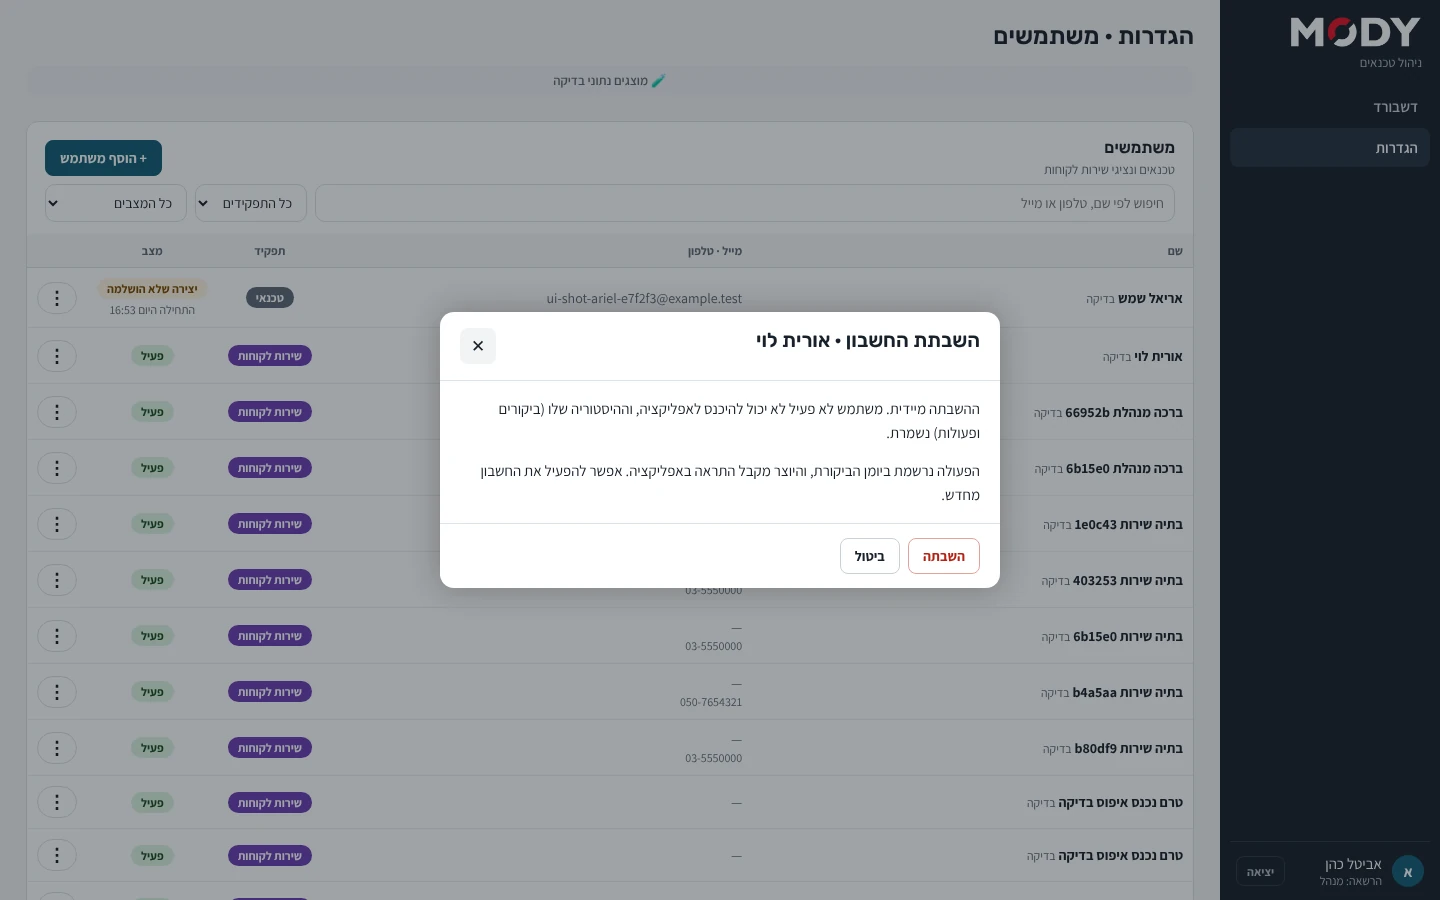 MODY
ניהול טכנאים
דשבורד
הגדרות
אביטל כהן
הרשאה: מנהל
יציאה
א
הגדרות • משתמשים
🧪 מוצגים נתוני בדיקה
משתמשים
טכנאים ונציגי שירות לקוחות
+ הוסף משתמש
חיפוש לפי שם, טלפון או מייל
כל התפקידים
כל המצבים
שם
מייל · טלפון
תפקיד
מצב
אריאל שמש בדיקה
ui-shot-ariel-e7f2f3@example.test
טכנאי
יצירה שלא הושלמה
התחילה היום 16:53
אורית לוי בדיקה
שירות לקוחות
פעיל
ברכה מנהלת 66952b בדיקה
שירות לקוחות
פעיל
ברכה מנהלת 6b15e0 בדיקה
שירות לקוחות
פעיל
בתיה שירות 1e0c43 בדיקה
שירות לקוחות
פעיל
בתיה שירות 403253 בדיקה
03-5550000
שירות לקוחות
פעיל
בתיה שירות 6b15e0 בדיקה
—
03-5550000
שירות לקוחות
פעיל
בתיה שירות b4a5aa בדיקה
—
050-7654321
שירות לקוחות
פעיל
בתיה שירות b80df9 בדיקה
—
03-5550000
שירות לקוחות
פעיל
טרם נכנס איפוס בדיקה בדיקה
—
שירות לקוחות
פעיל
טרם נכנס איפוס בדיקה בדיקה
—
שירות לקוחות
פעיל
השבתת החשבון • אורית לוי
✕
ההשבתה מיידית. משתמש לא פעיל לא יכול להיכנס לאפליקציה, וההיסטוריה שלו (ביקורים
ופעולות) נשמרת.
הפעולה נרשמת ביומן הביקורת, והיוצר מקבל התראה באפליקציה. אפשר להפעיל את החשבון
מחדש.
השבתה
ביטול